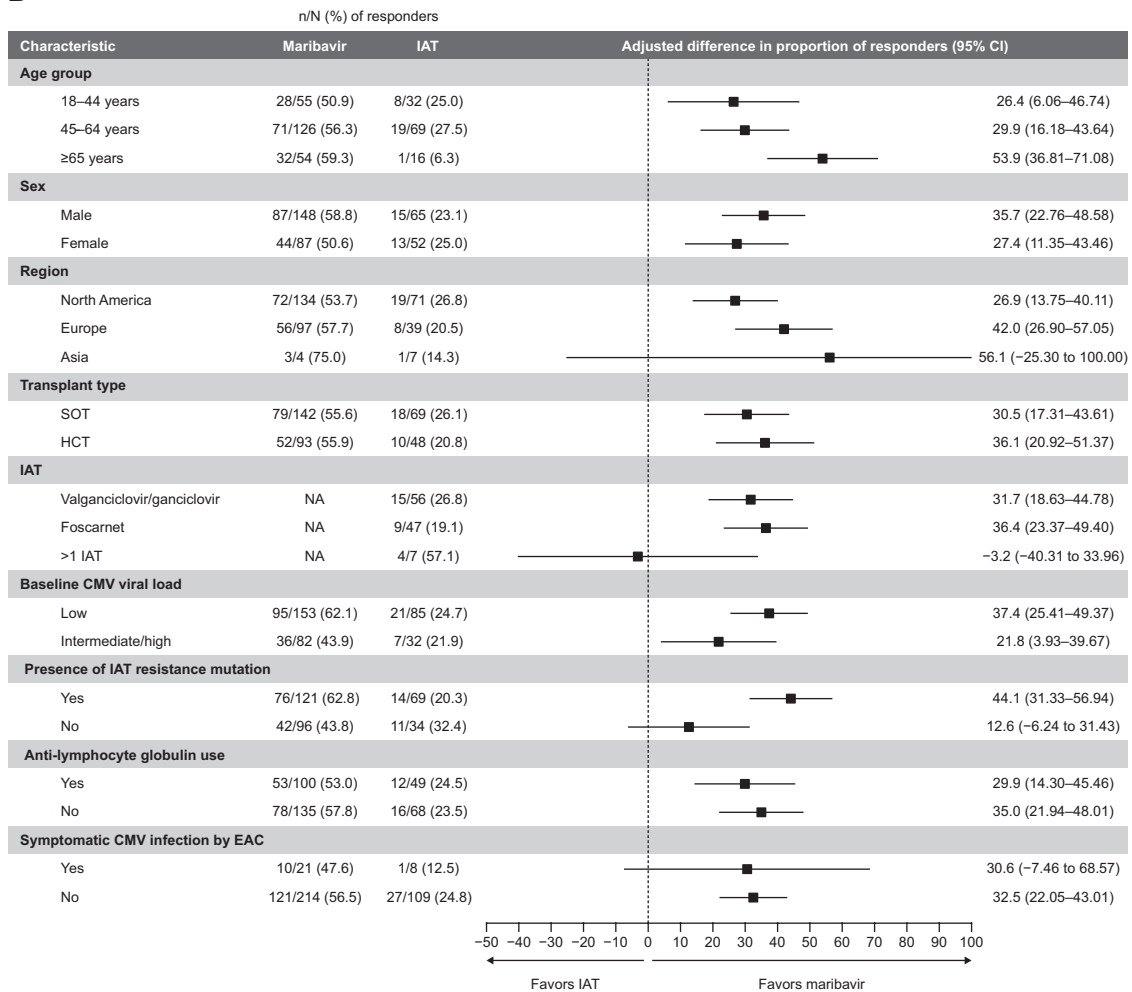 n/N (%) of responders
Characteristic Maribavir IAT Adjusted difference in proportion of responders (95% CI)
Age group
18–44 years 28/55 (50.9) 8/32 (25.0) 26.4 (6.06–46.74)
45–64 years 71/126 (56.3) 19/69 (27.5) 29.9 (16.18–43.64)
≥65 years 32/54 (59.3) 1/16 (6.3) 53.9 (36.81–71.08)
Sex
Male 87/148 (58.8) 15/65 (23.1) 35.7 (22.76–48.58)
Female 44/87 (50.6) 13/52 (25.0) 27.4 (11.35–43.46)
Region
North America 72/134 (53.7) 19/71 (26.8) 26.9 (13.75–40.11)
Europe 56/97 (57.7) 8/39 (20.5) 42.0 (26.90–57.05)
Asia 3/4 (75.0) 1/7 (14.3) 56.1 (−25.30 to 100.00)
Transplant type
SOT 79/142 (55.6) 18/69 (26.1) 30.5 (17.31–43.61)
HCT 52/93 (55.9) 10/48 (20.8) 36.1 (20.92–51.37)
IAT
Valganciclovir/ganciclovir NA 15/56 (26.8) 31.7 (18.63–44.78)
Foscarnet NA 9/47 (19.1) 36.4 (23.37–49.40)
>1 IAT NA 4/7 (57.1) −3.2 (−40.31 to 33.96)
Baseline CMV viral load
Low 95/153 (62.1) 21/85 (24.7) 37.4 (25.41–49.37)
Intermediate/high 36/82 (43.9) 7/32 (21.9) 21.8 (3.93–39.67)
Presence of IAT resistance mutation
Yes 76/121 (62.8) 14/69 (20.3) 44.1 (31.33–56.94)
No 42/96 (43.8) 11/34 (32.4) 12.6 (−6.24 to 31.43)
Anti-lymphocyte globulin use
Yes 53/100 (53.0) 12/49 (24.5) 29.9 (14.30–45.46)
No 78/135 (57.8) 16/68 (23.5) 35.0 (21.94–48.01)
Symptomatic CMV infection by EAC
Yes 10/21 (47.6) 1/8 (12.5) 30.6 (−7.46 to 68.57)
No 121/214 (56.5) 27/109 (24.8) 32.5 (22.05–43.01)
−50 −40 −30 −20 −10 0 10 20 30 40 50 60 70 80 90 100
Favors IAT Favors maribavir